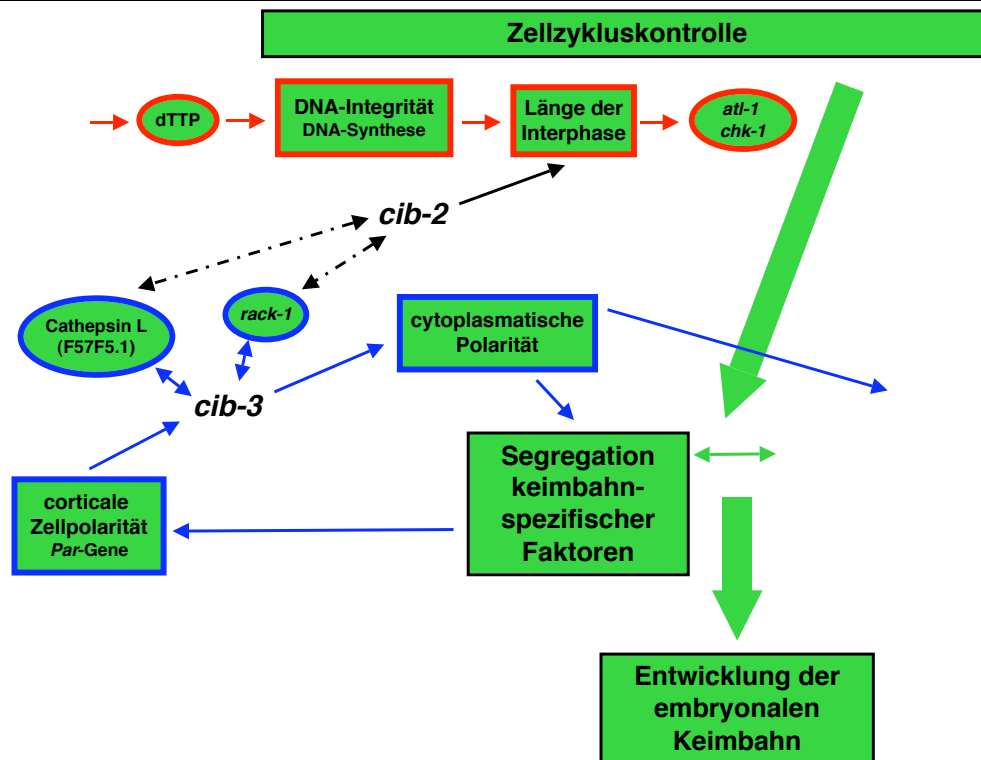 Zellzykluskontrolle
dTTP
DNA-Integrität
DNA-Synthese
Länge der
Interphase
atl-1
chk-1
cib-2
Cathepsin L
(F57F5.1)
rack-1
cytoplasmatische
Polarität
cib-3
Segregation
keimbahn-
spezifischer
Faktoren
corticale
Zellpolarität
Par-Gene
Entwicklung der
embryonalen
Keimbahn